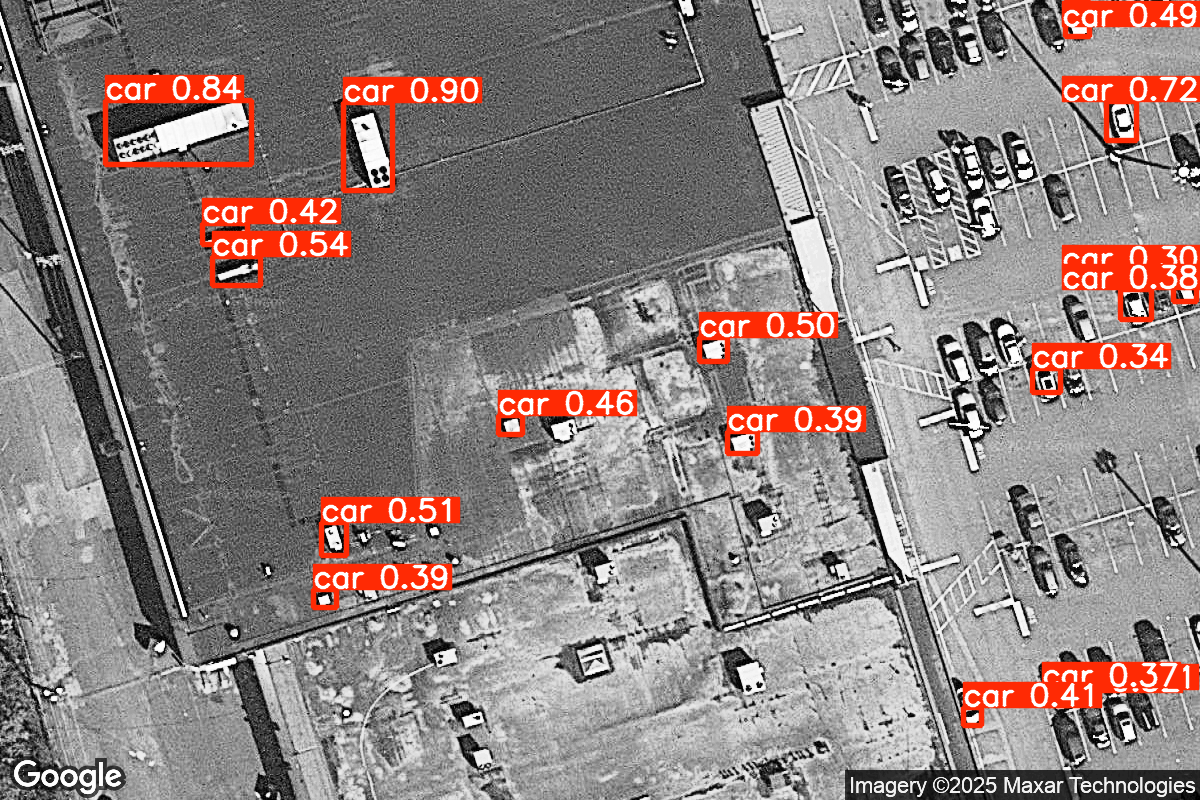 car 0.49
car 0.84
car 0.90
car 0.72
car 0.42
car 0.54
car 0.30
car 0.38
car 0.50
car 0.34
car 0.46
car 0.39
car 0.51
car 0.39
car 0.37
car 0.41
Google
Imagery ©2025 Maxar Technologies